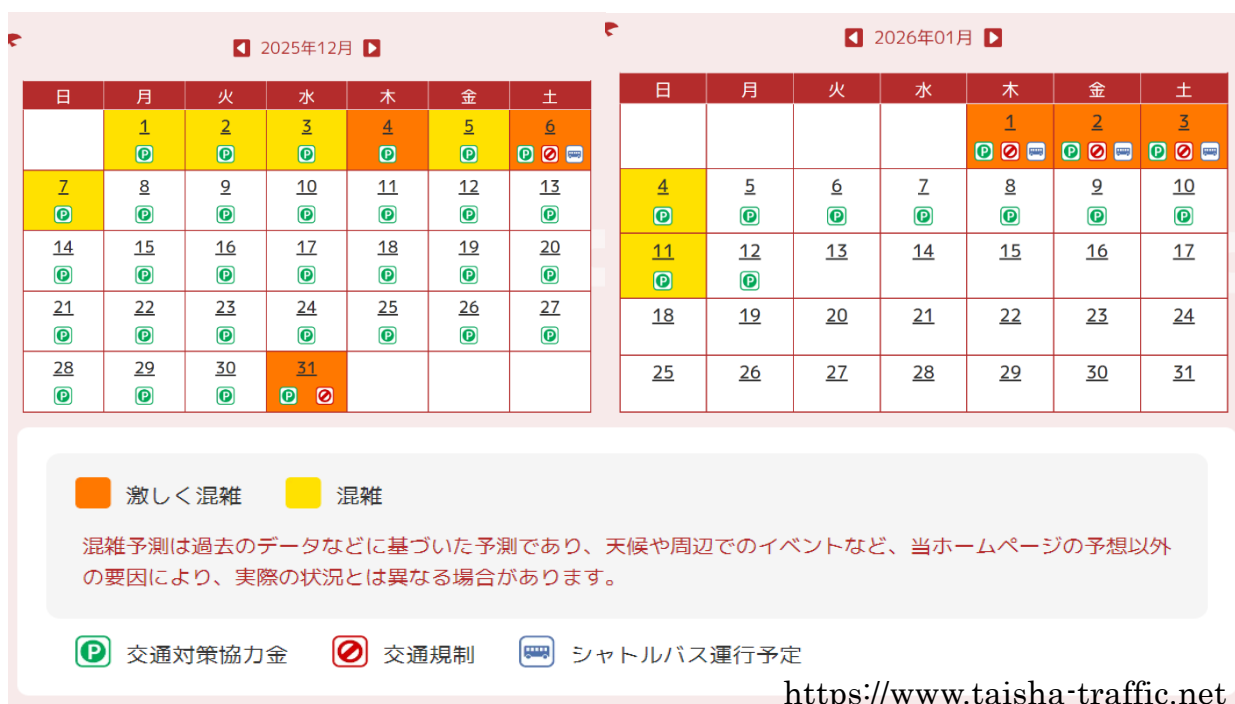 2025年12月
日 月 火 水 木 金 土
1 2 3 4 5 6
7 8 9 10 11 12 13
14 15 16 17 18 19 20
21 22 23 24 25 26 27
28 29 30 31
2026年01月
日 月 火 水 木 金 土
1 2 3
4 5 6 7 8 9 10
11 12 13 14 15 16 17
18 19 20 21 22 23 24
25 26 27 28 29 30 31
激しく混雑 混雑
混雑予測は過去のデータなどに基づいた予測であり、天候や周辺でのイベントなど、当ホームページの予想以外
の要因により、実際の状況とは異なる場合があります。
P 交通対策協力金 交通規制 シャトルバス運行予定
https://www.taisha-traffic.net